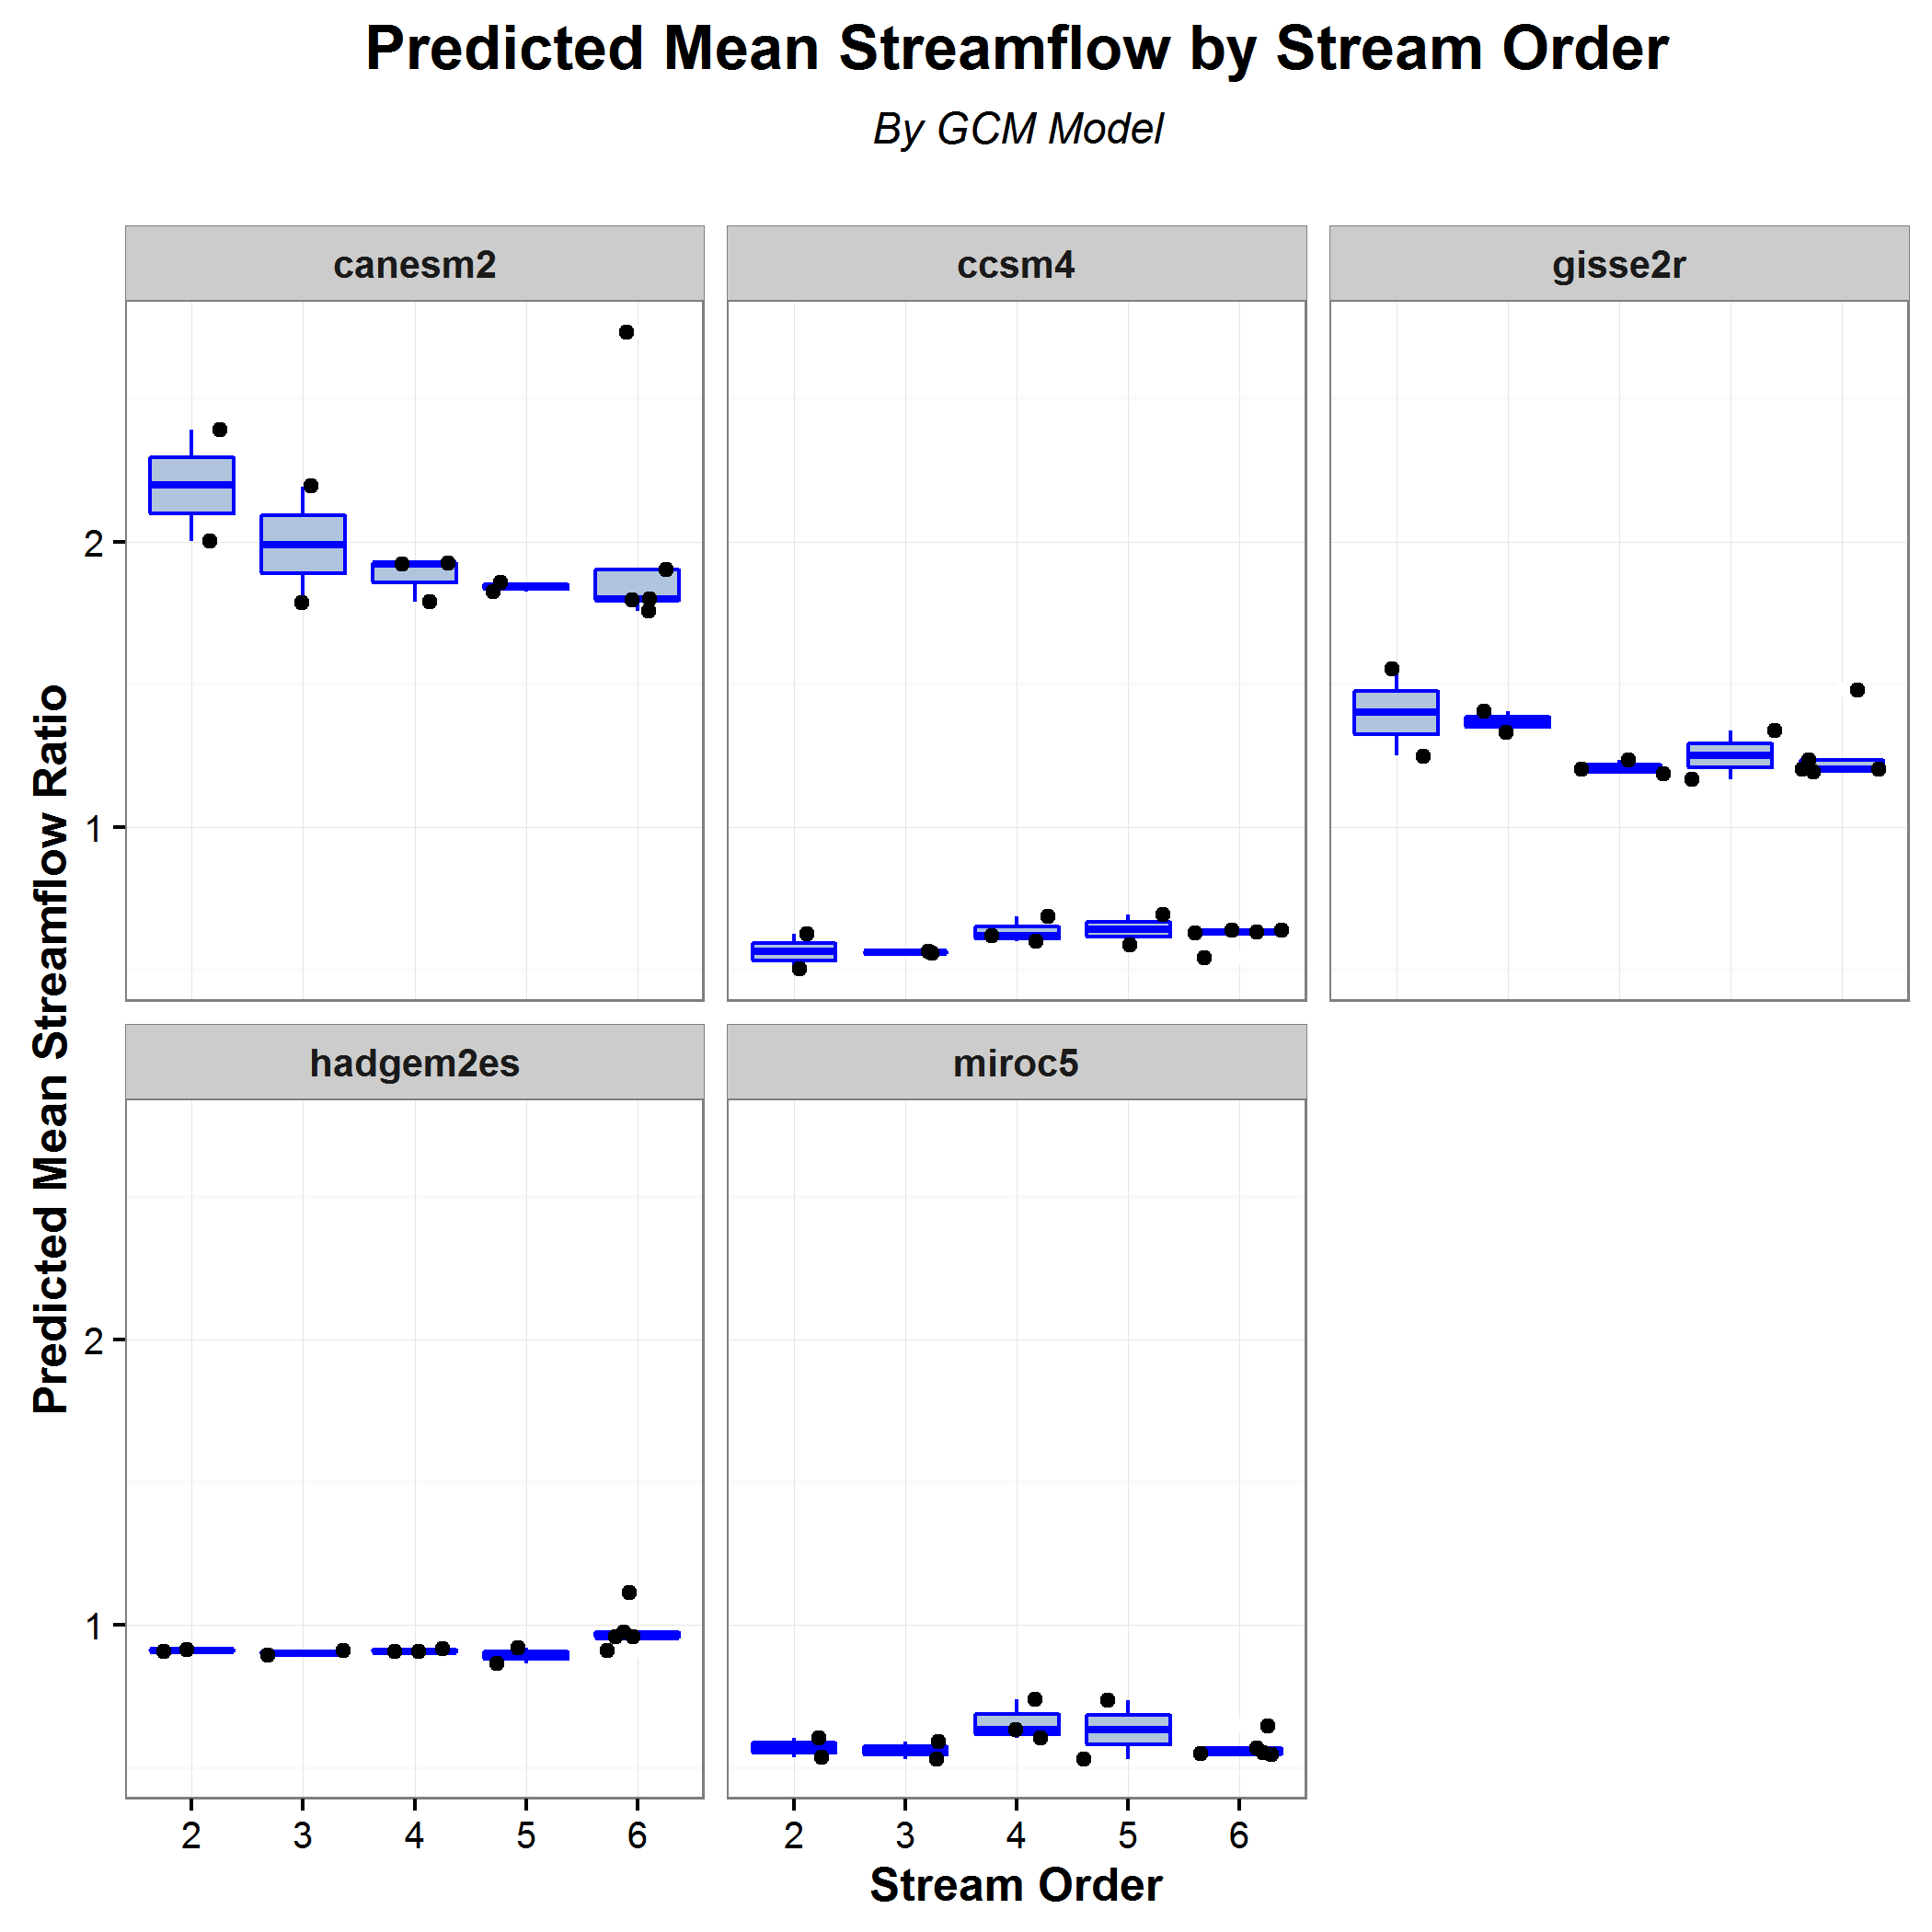 Predicted Mean Streamflow by Stream Order
By GCM Model
canesm2
ccsm4
gisse2r
2
1
Predicted Mean Streamflow Ratio
hadgem2es
miroc5
2
1
2 3 4 5 6
2 3 4 5 6
Stream Order